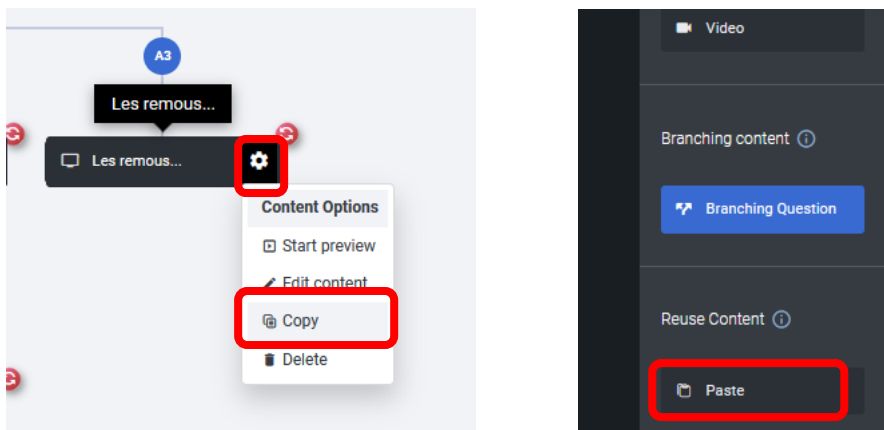 A3
Les remous...
Les remous...
Content Options
Start preview
Edit content
Copy
Delete
Video
Branching content
Branching Question
Reuse Content
Paste